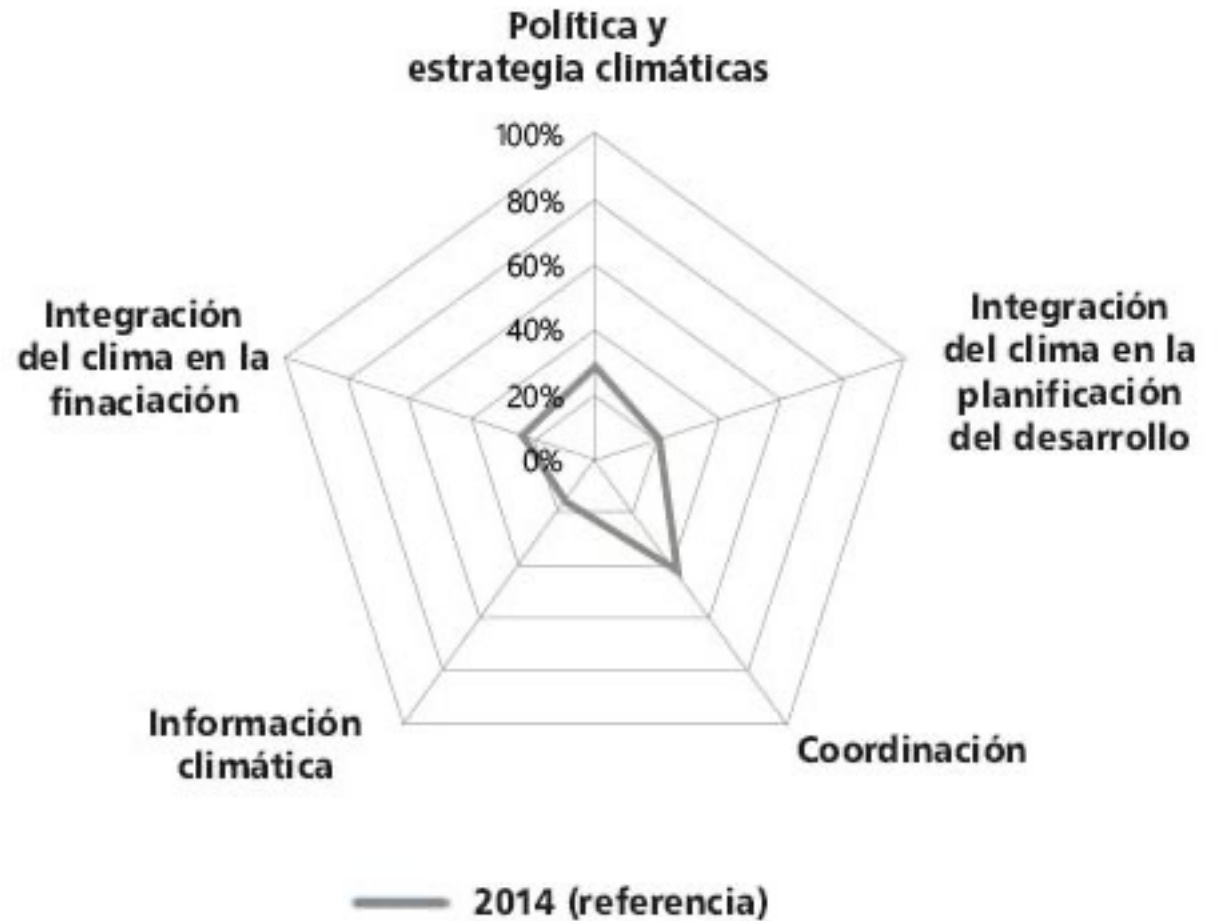 Política y
estrategia climáticas
100%
80%
60%
40%
20%
0%
Integración
del clima en la
finaciación
Integración
del clima en la
planificación
del desarrollo
Información
climática
Coordinación
2014 (referencia)